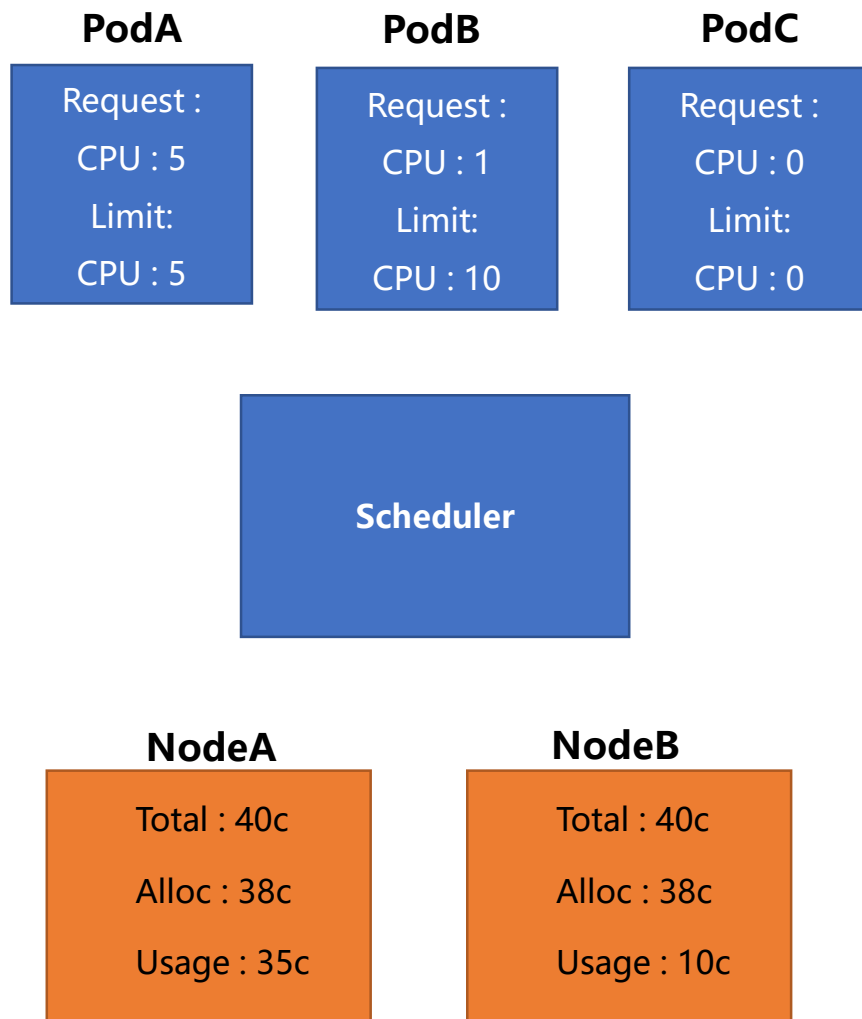 PodA
Request :
CPU : 5
Limit:
CPU : 5
PodB
Request :
CPU : 1
Limit:
CPU : 10
PodC
Request :
CPU : 0
Limit:
CPU : 0
Scheduler
NodeA
Total : 40c
Alloc : 38c
Usage : 35c
NodeB
Total : 40c
Alloc : 38c
Usage : 10c